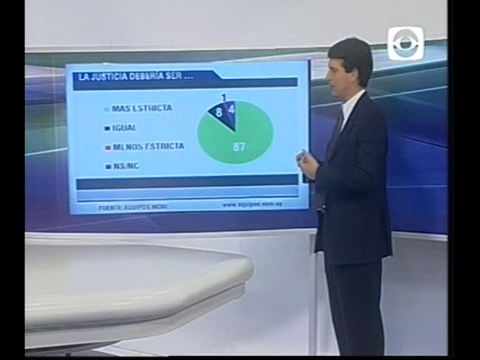 LA JUSTICIA DEBERÍA SER ...
MAS ESTRICTA
IGUAL
MENOS ESTRICTA
NS/NC
1
8
4
87
FUENTE: EQUIPOS MORI
www.equipos.com.uy